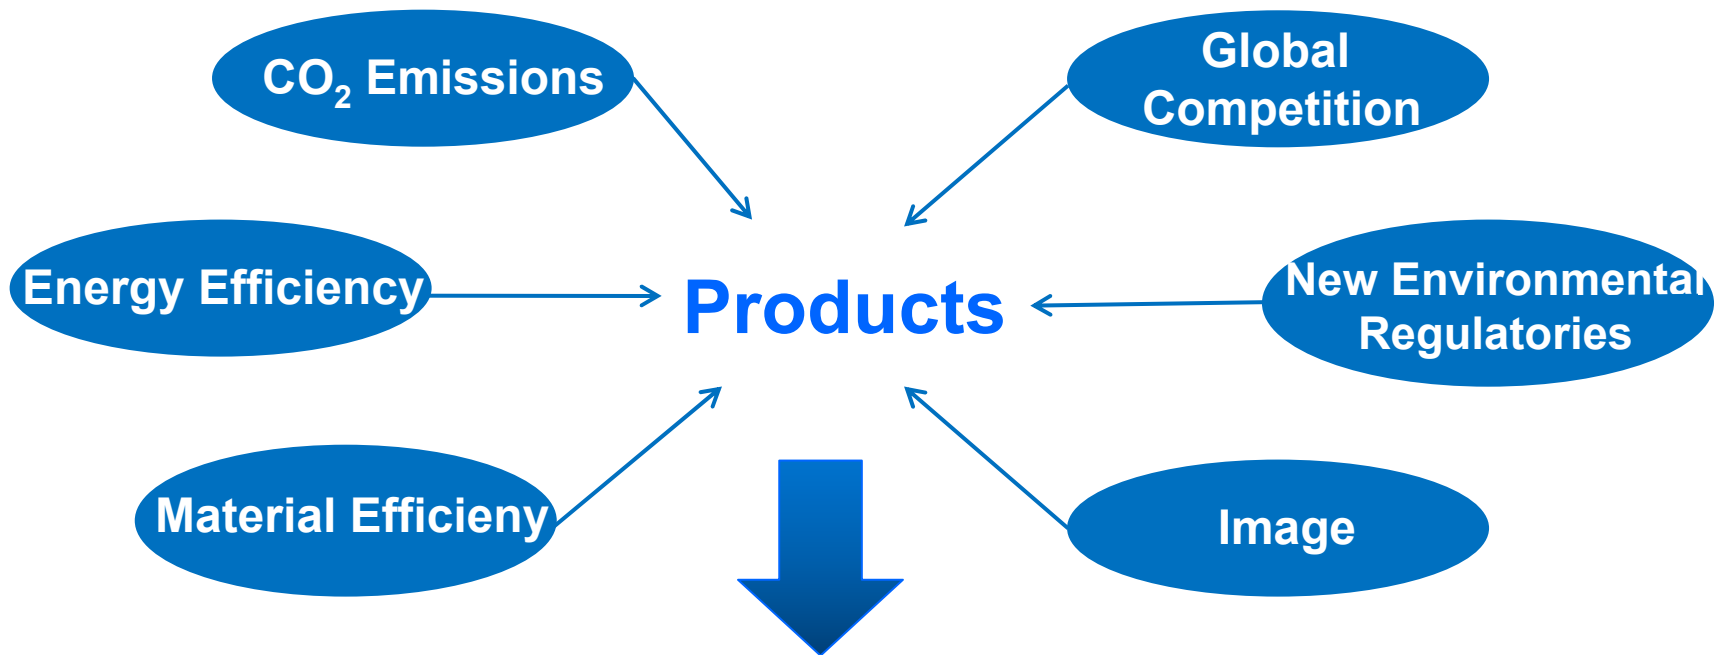 CO₂ Emissions
Global
Competition
Energy Efficiency
Products
New Environmental
Regulatories
Material Efficieny
Image